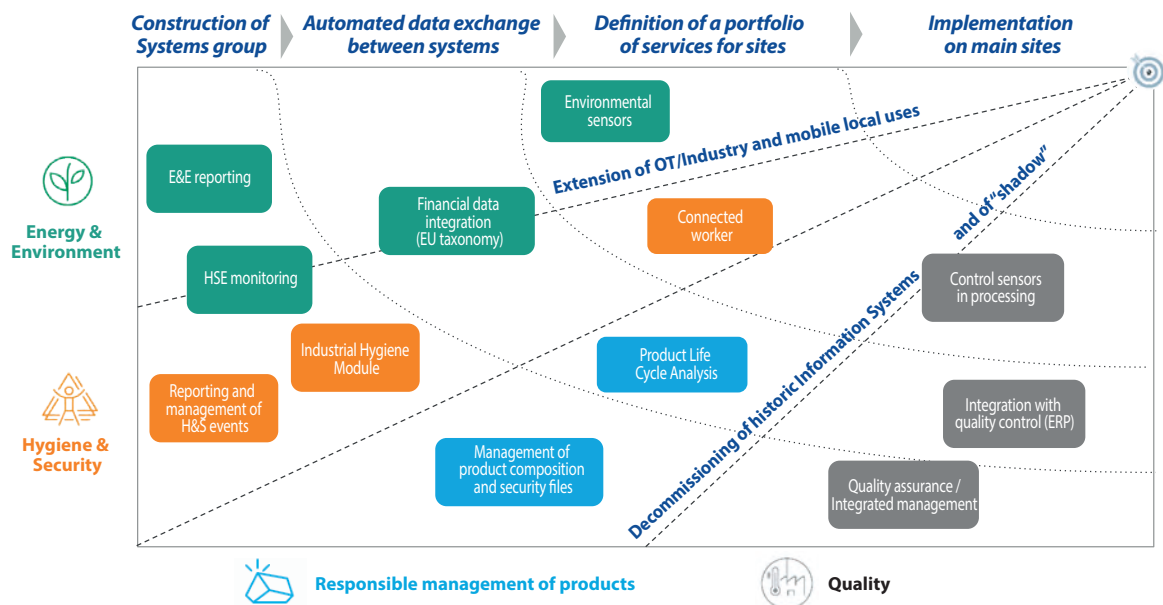 Construction of
Systems group
Automated data exchange
between systems
Definition of a portfolio
of services for sites
Implementation
on main sites
Environmental
sensors
Extension of OT/Industry and mobile local uses
E&E reporting
Energy &
Environment
Financial data
integration
(EU taxonomy)
Connected
worker
HSE monitoring
Control sensors
in processing
Decommissioning of historic Information Systems and of “shadow”
Industrial Hygiene
Module
Product Life
Cycle Analysis
Hygiene &
Security
Reporting and
management of
H&S events
Integration with
quality control (ERP)
Management of
product composition
and security files
Quality assurance /
Integrated management
Responsible management of products
Quality